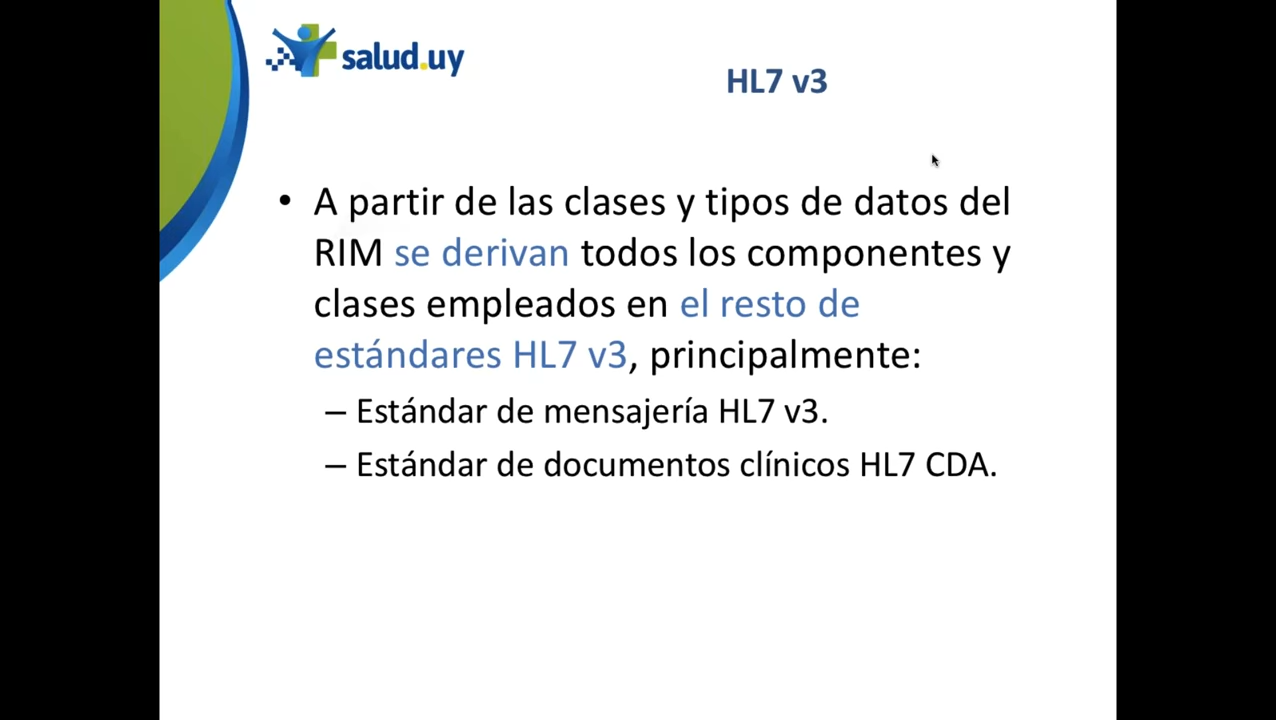 salud.uy
HL7 v3
• A partir de las clases y tipos de datos del
RIM se derivan todos los componentes y
clases empleados en el resto de
estándares HL7 v3, principalmente:
– Estándar de mensajería HL7 v3.
– Estándar de documentos clínicos HL7 CDA.